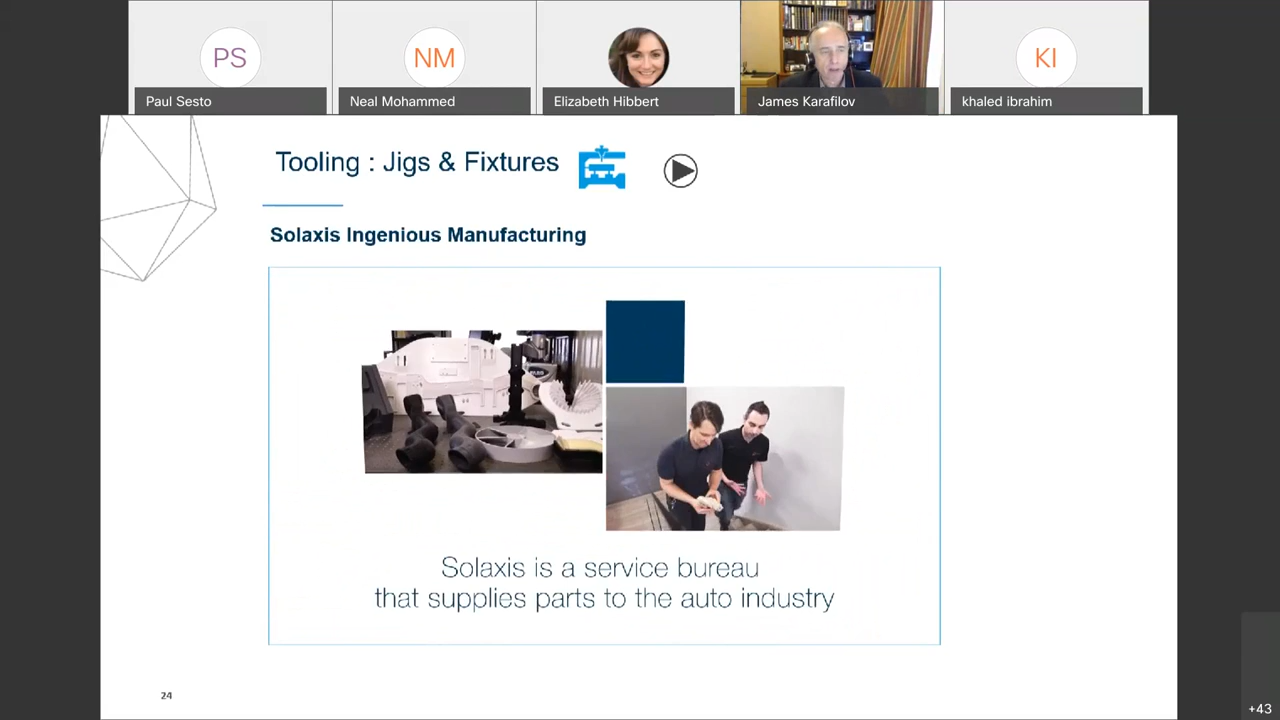 PS
NM
KI
Paul Sesto
Neal Mohammed
Elizabeth Hibbert
James Karafilov
khaled ibrahim
Tooling : Jigs & Fixtures
Solaxis Ingenious Manufacturing
Solaxis is a service bureau
that supplies parts to the auto industry
24
+43